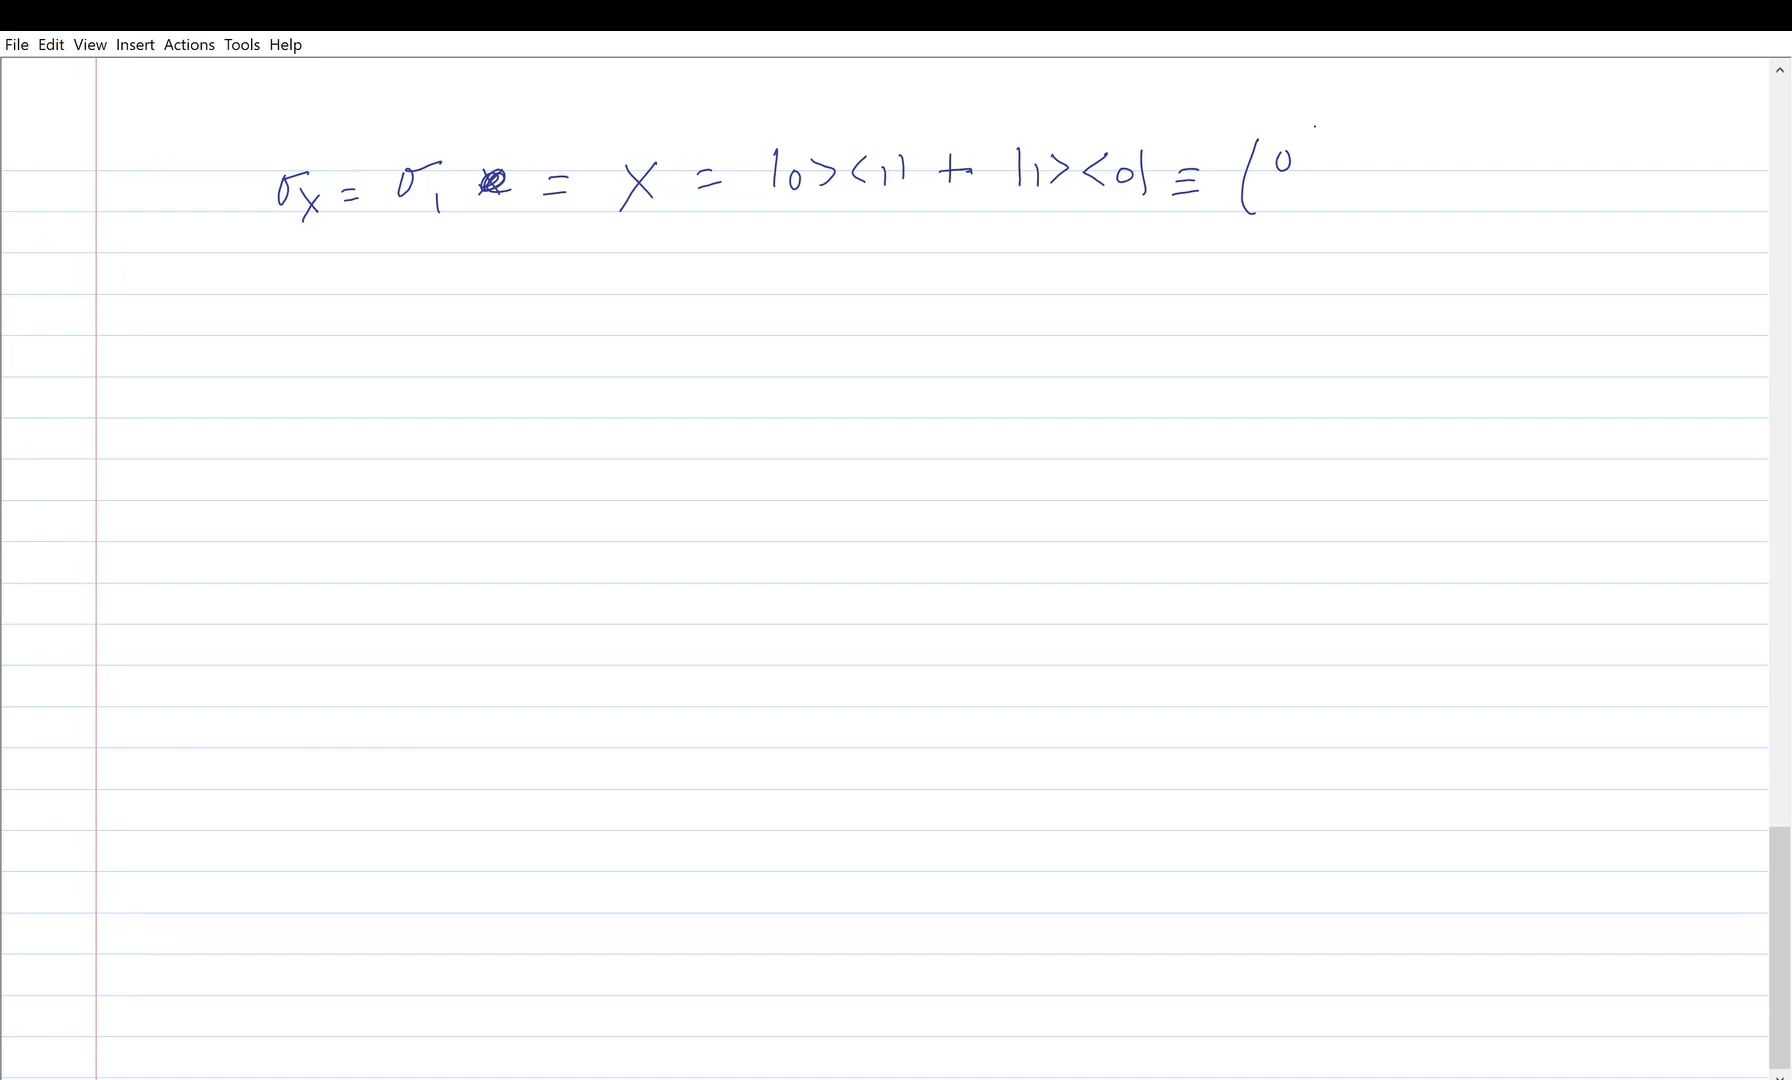 File Edit View Insert Actions Tools Help
σx = σ1 = X = |0><1| + |1><0| ≡ (0